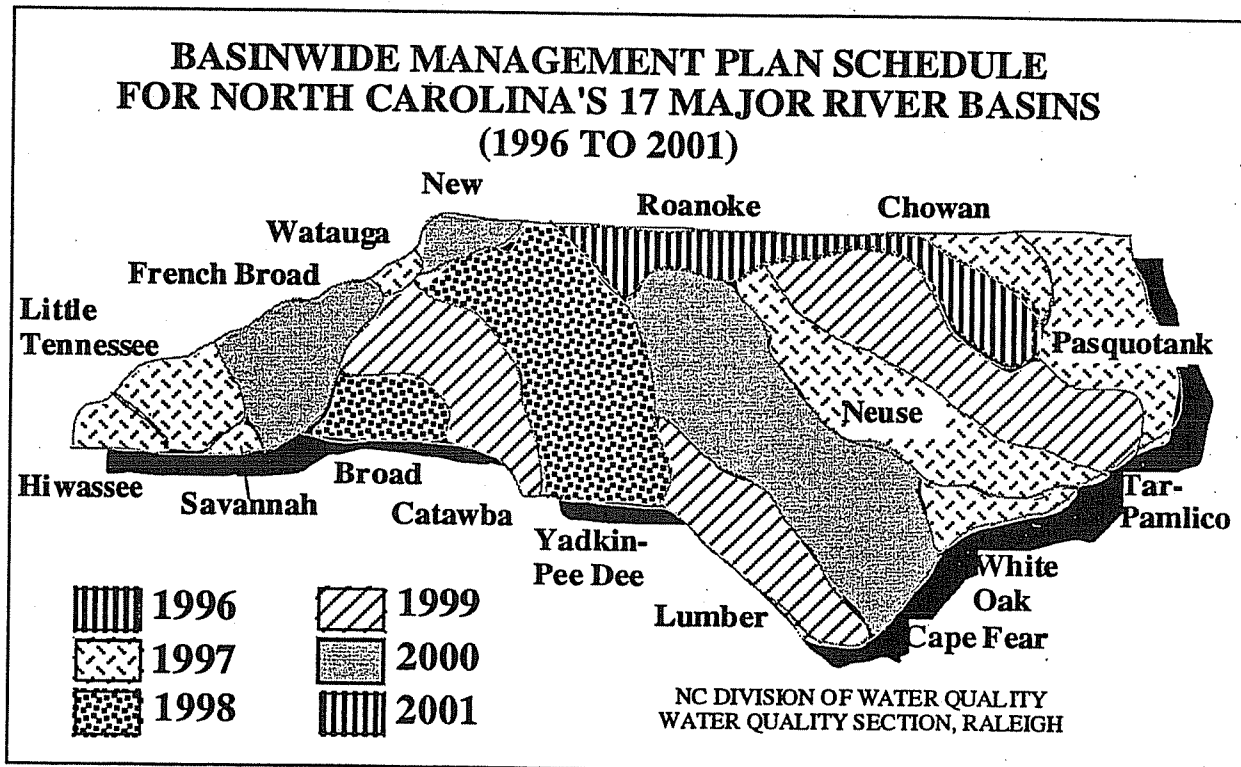 BASINWIDE MANAGEMENT PLAN SCHEDULE
FOR NORTH CAROLINA'S 17 MAJOR RIVER BASINS
(1996 TO 2001)
New
Roanoke
Chowan
Watauga
French Broad
Little
Tennessee
Pasquotank
Neuse
Hiwassee
Savannah
Broad
Catawba
Yadkin-
Pee Dee
Lumber
Tar-
Pamlico
White
Oak
Cape Fear
1996
1997
1998
1999
2000
2001
NC DIVISION OF WATER QUALITY
WATER QUALITY SECTION, RALEIGH